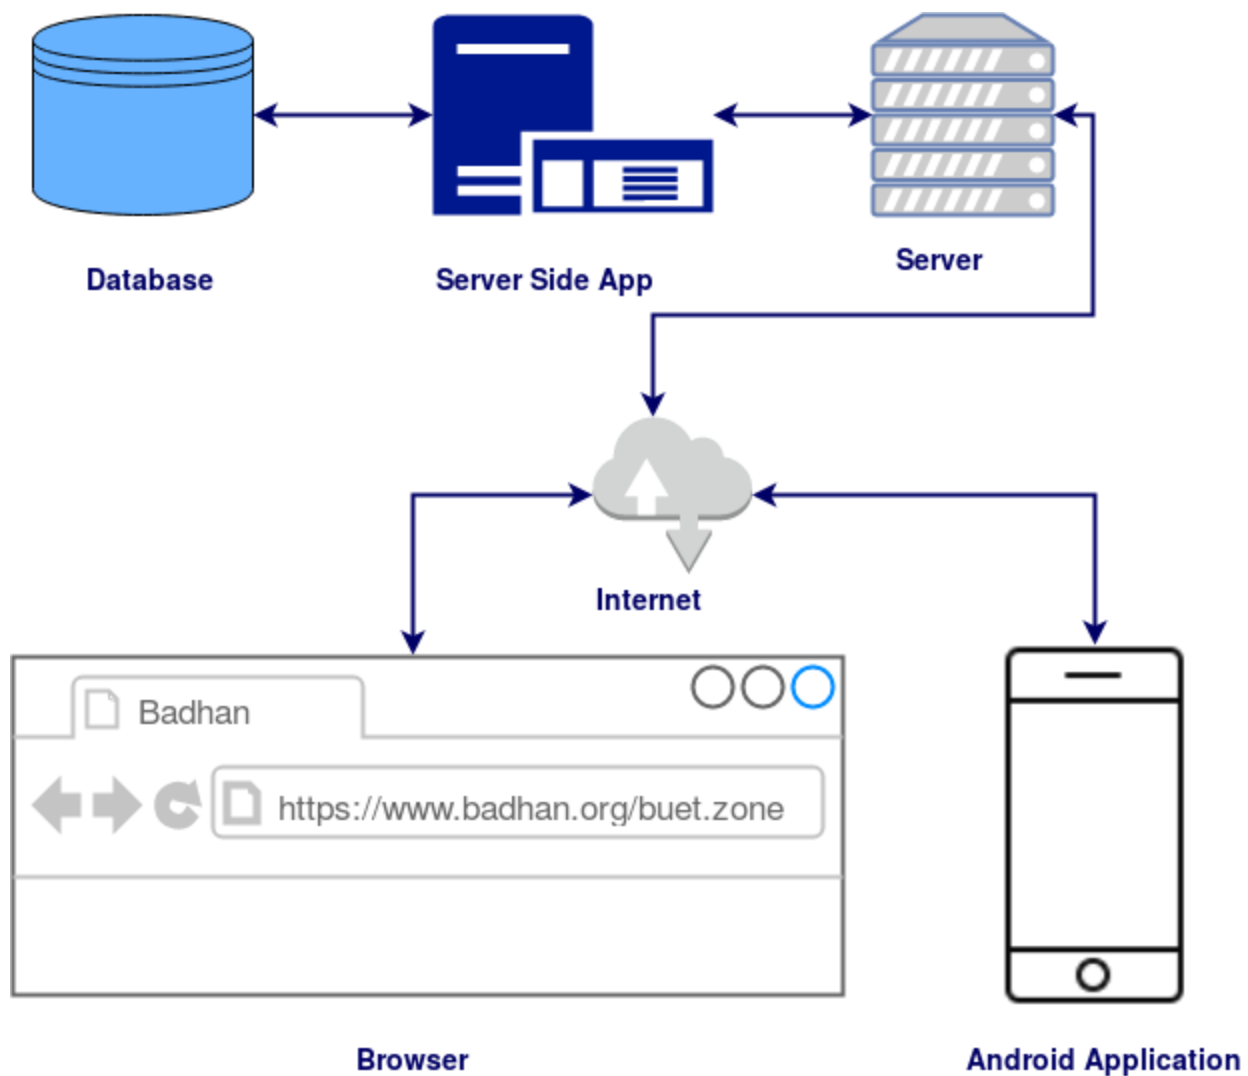 Database
Server Side App
Server
Internet
Badhan
https://www.badhan.org/buet.zone
Browser
Android Application